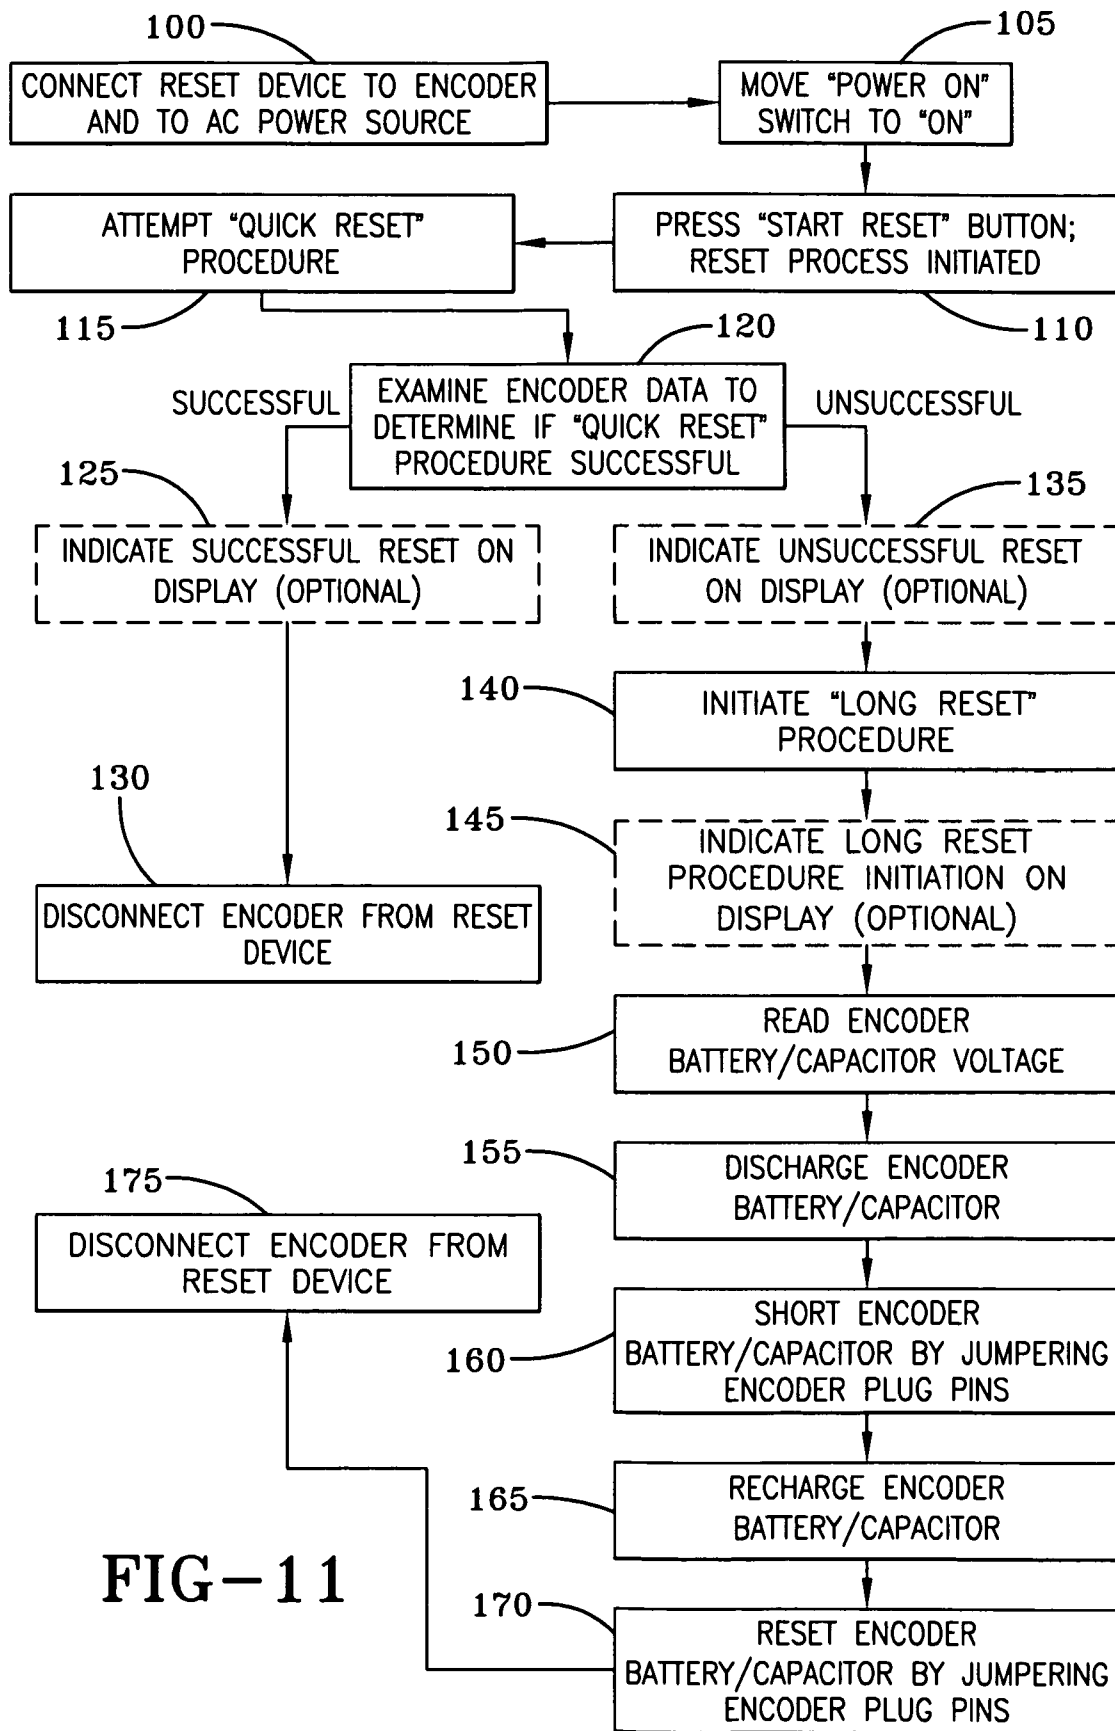 100
CONNECT RESET DEVICE TO ENCODER
AND TO AC POWER SOURCE
105
MOVE "POWER ON"
SWITCH TO "ON"
ATTEMPT "QUICK RESET"
PROCEDURE
115
PRESS "START RESET" BUTTON;
RESET PROCESS INITIATED
110
120
EXAMINE ENCODER DATA TO
DETERMINE IF "QUICK RESET"
PROCEDURE SUCCESSFUL
SUCCESSFUL
UNSUCCESSFUL
125
INDICATE SUCCESSFUL RESET ON
DISPLAY (OPTIONAL)
135
INDICATE UNSUCCESSFUL RESET
ON DISPLAY (OPTIONAL)
140
INITIATE "LONG RESET"
PROCEDURE
130
DISCONNECT ENCODER FROM RESET
DEVICE
145
INDICATE LONG RESET
PROCEDURE INITIATION ON
DISPLAY (OPTIONAL)
150
READ ENCODER
BATTERY/CAPACITOR VOLTAGE
155
DISCHARGE ENCODER
BATTERY/CAPACITOR
175
DISCONNECT ENCODER FROM
RESET DEVICE
160
SHORT ENCODER
BATTERY/CAPACITOR BY JUMPERING
ENCODER PLUG PINS
165
RECHARGE ENCODER
BATTERY/CAPACITOR
170
RESET ENCODER
BATTERY/CAPACITOR BY JUMPERING
ENCODER PLUG PINS
FIG-11